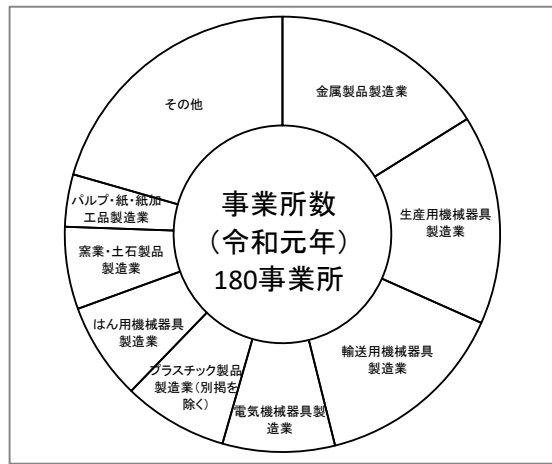 金属製品製造業
生産用機械器具
製造業
輸送用機械器具
製造業
電気機械器具製
造業
プラスチック製品
製造業(別掲を
除く)
はん用機械器具
製造業
窯業・土石製品
製造業
パルプ・紙・紙加
工品製造業
その他
事業所数
(令和元年)
180事業所